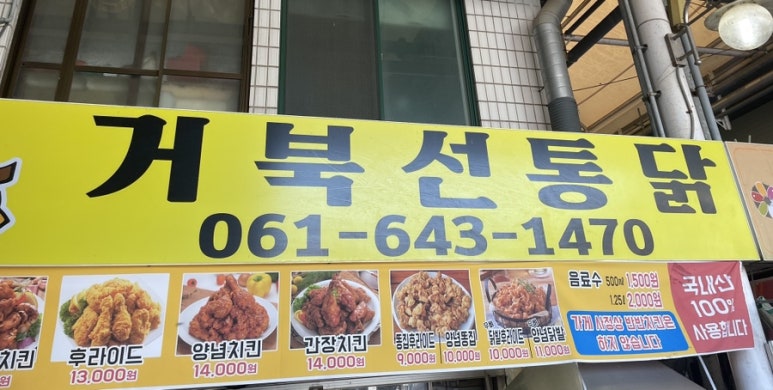 거북선통닭
061-643-1470
치킨
후라이드
13,000원
양념치킨
14,000원
간장치킨
14,000원
똥집후라이드
9,000원
양념똥집
10,000원
닭발후라이드
10,000원
양념닭발
11,000원
음료수 500㎖ 1,500원
1.25ℓ 2,000원
가게 사정상 반반치킨은
하지 않습니다
국내산
100%
사용합니다